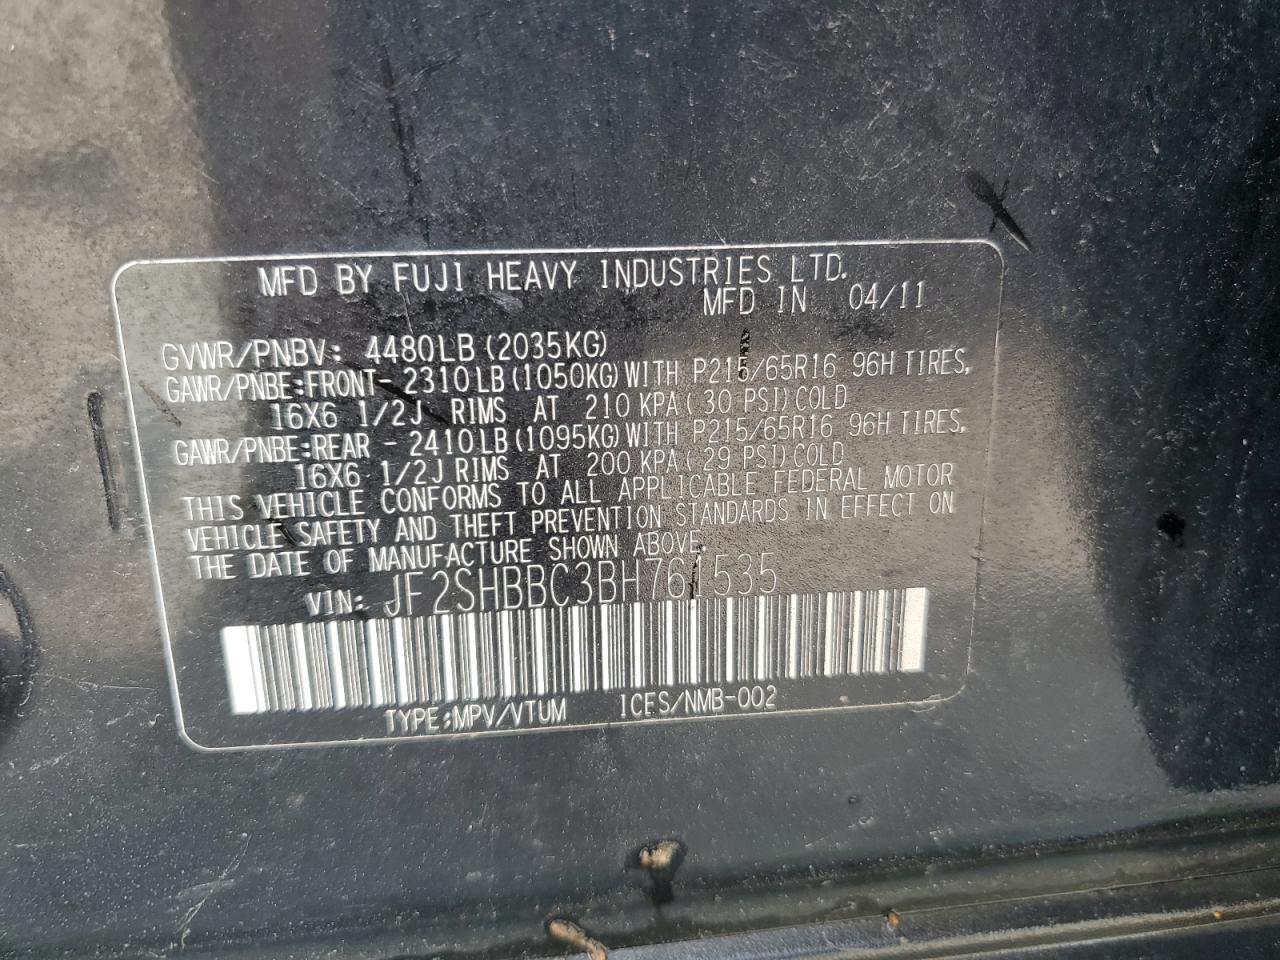 MFD BY FUJI HEAVY INDUSTRIES LTD.
MFD IN 04/11
GVWR/PNBV: 4480LB(2035KG)
GAWR/PNBE:FRONT- 2310LB(1050KG)WITH P215/65R16 96H TIRES,
16X6 1/2J RIMS AT 210 KPA(30 PSI)COLD
GAWR/PNBE:REAR - 2410LB(1095KG)WITH P215/65R16 96H TIRES,
16X6 1/2J RIMS AT 200 KPA(29 PSI)COLD
THIS VEHICLE CONFORMS TO ALL APPLICABLE FEDERAL MOTOR
VEHICLE SAFETY AND THEFT PREVENTION STANDARDS IN EFFECT ON
THE DATE OF MANUFACTURE SHOWN ABOVE.
VIN: JF2SHBBC3BH761535
TYPE:MPV/VTUM ICES/NMB-002